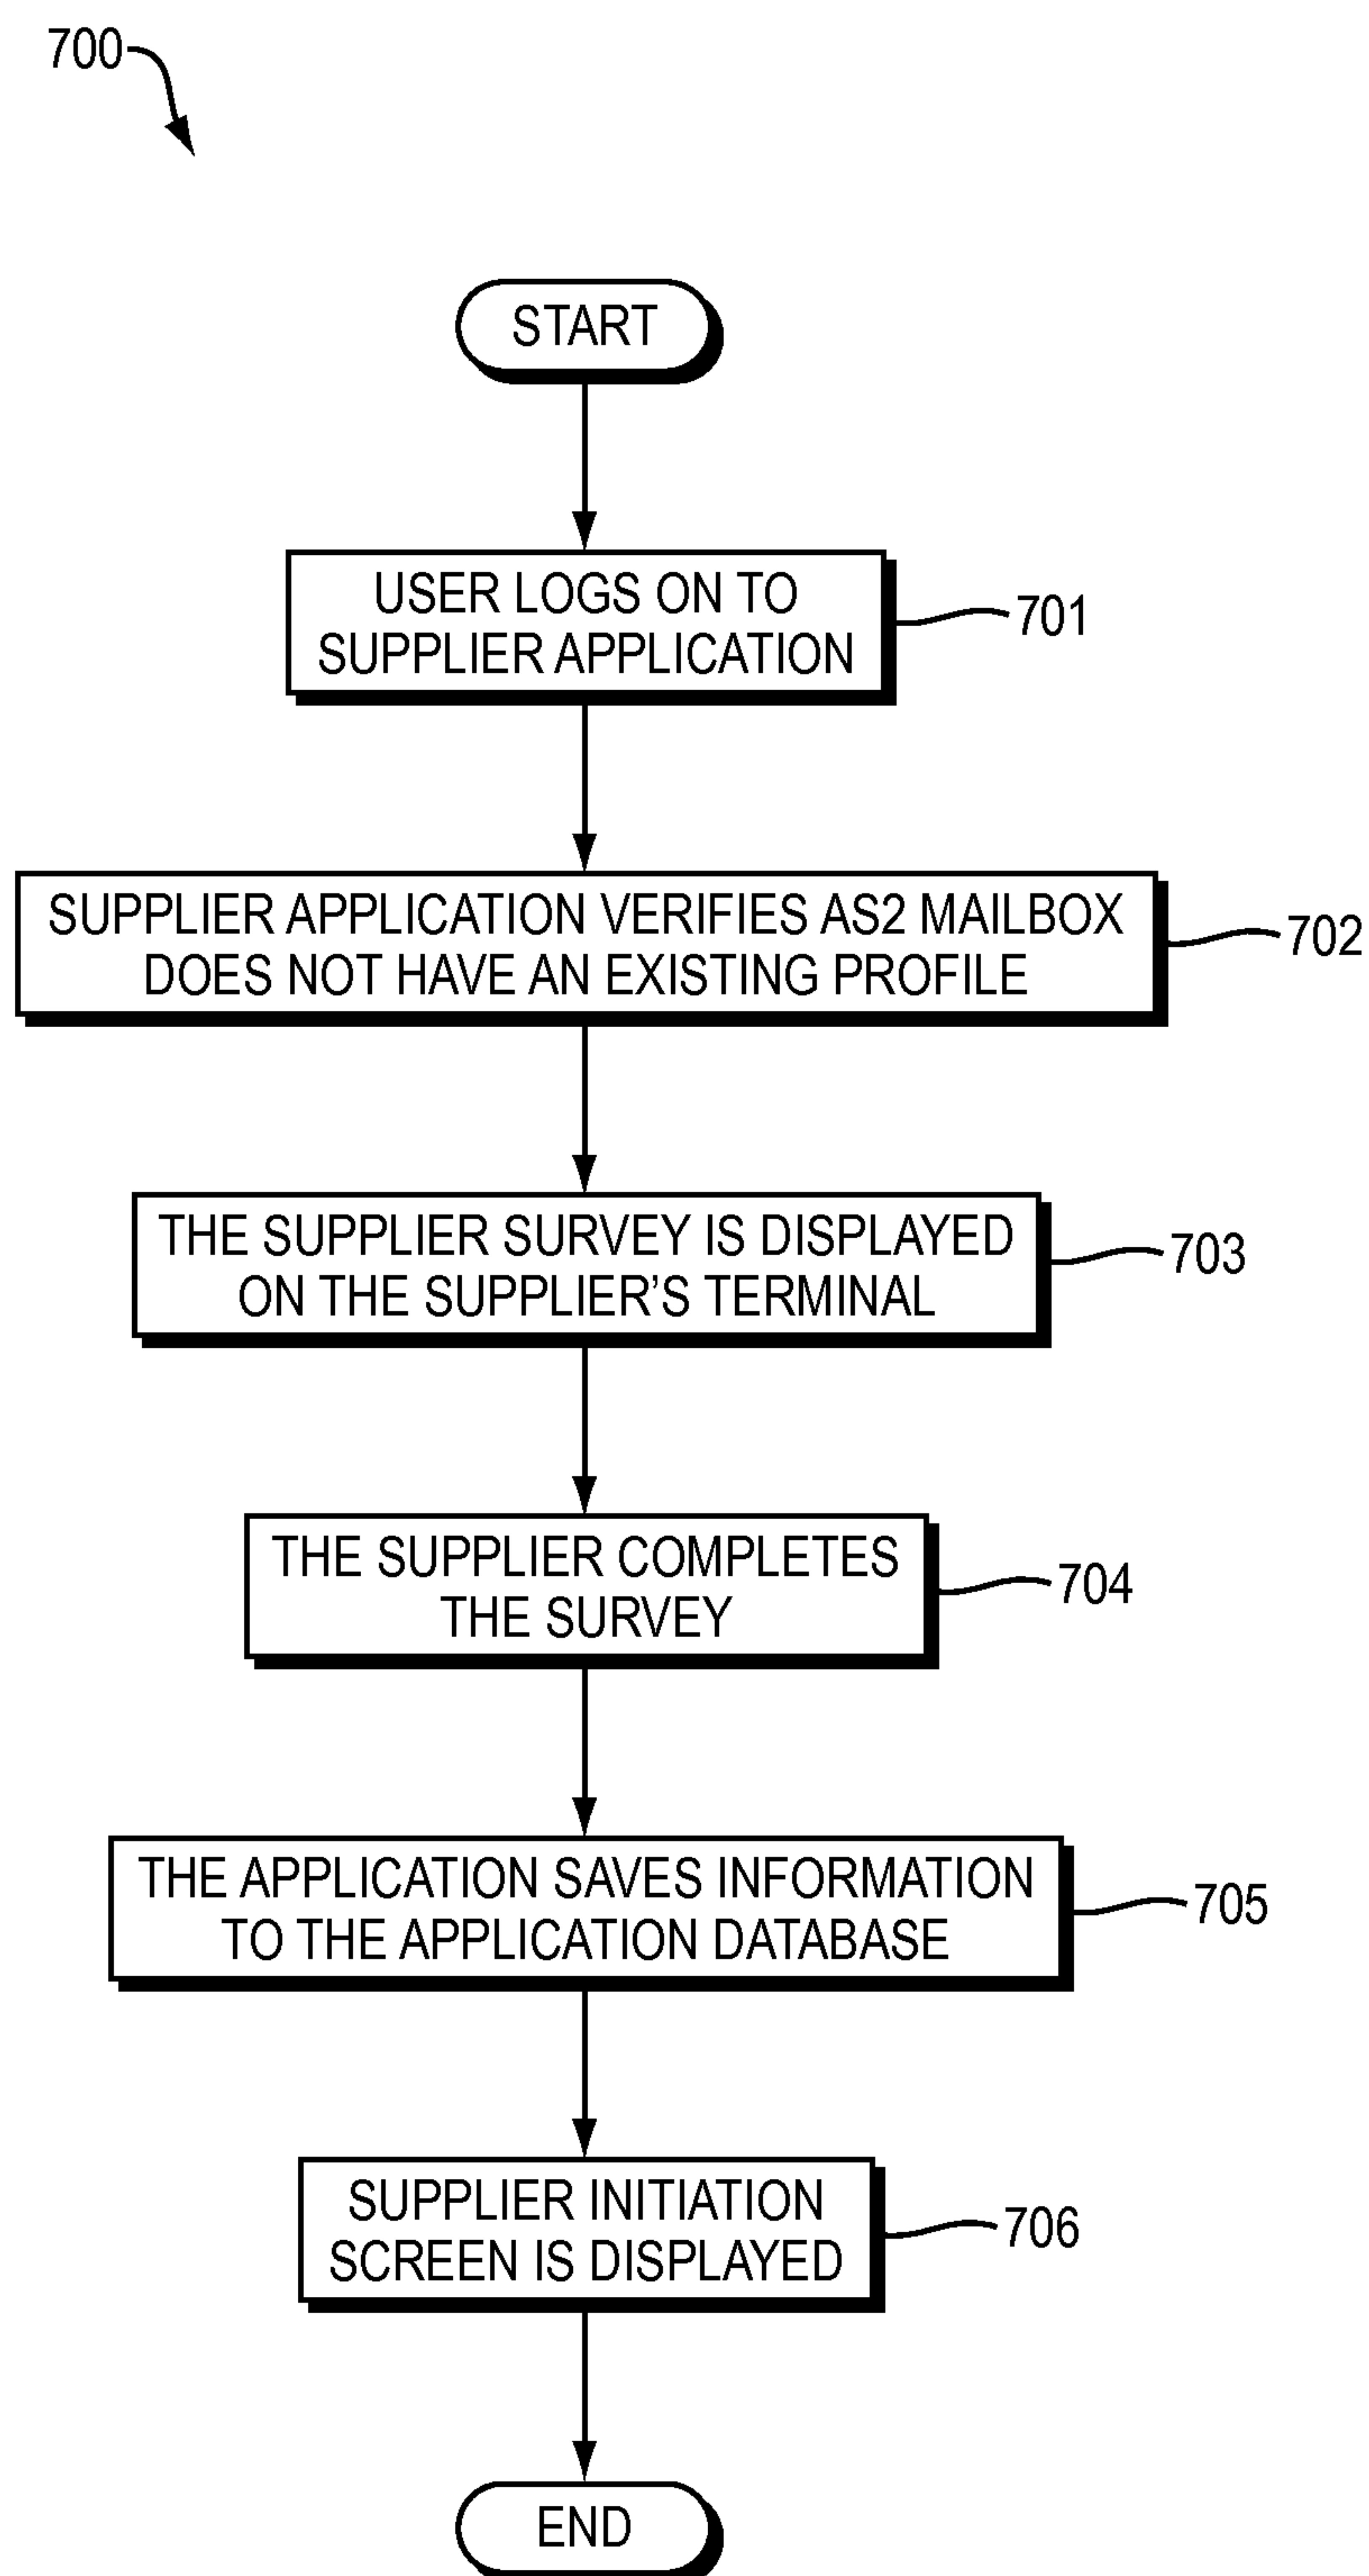 700
START
USER LOGS ON TO
SUPPLIER APPLICATION
701
SUPPLIER APPLICATION VERIFIES AS2 MAILBOX
DOES NOT HAVE AN EXISTING PROFILE
702
THE SUPPLIER SURVEY IS DISPLAYED
ON THE SUPPLIER'S TERMINAL
703
THE SUPPLIER COMPLETES
THE SURVEY
704
THE APPLICATION SAVES INFORMATION
TO THE APPLICATION DATABASE
705
SUPPLIER INITIATION
SCREEN IS DISPLAYED
706
END